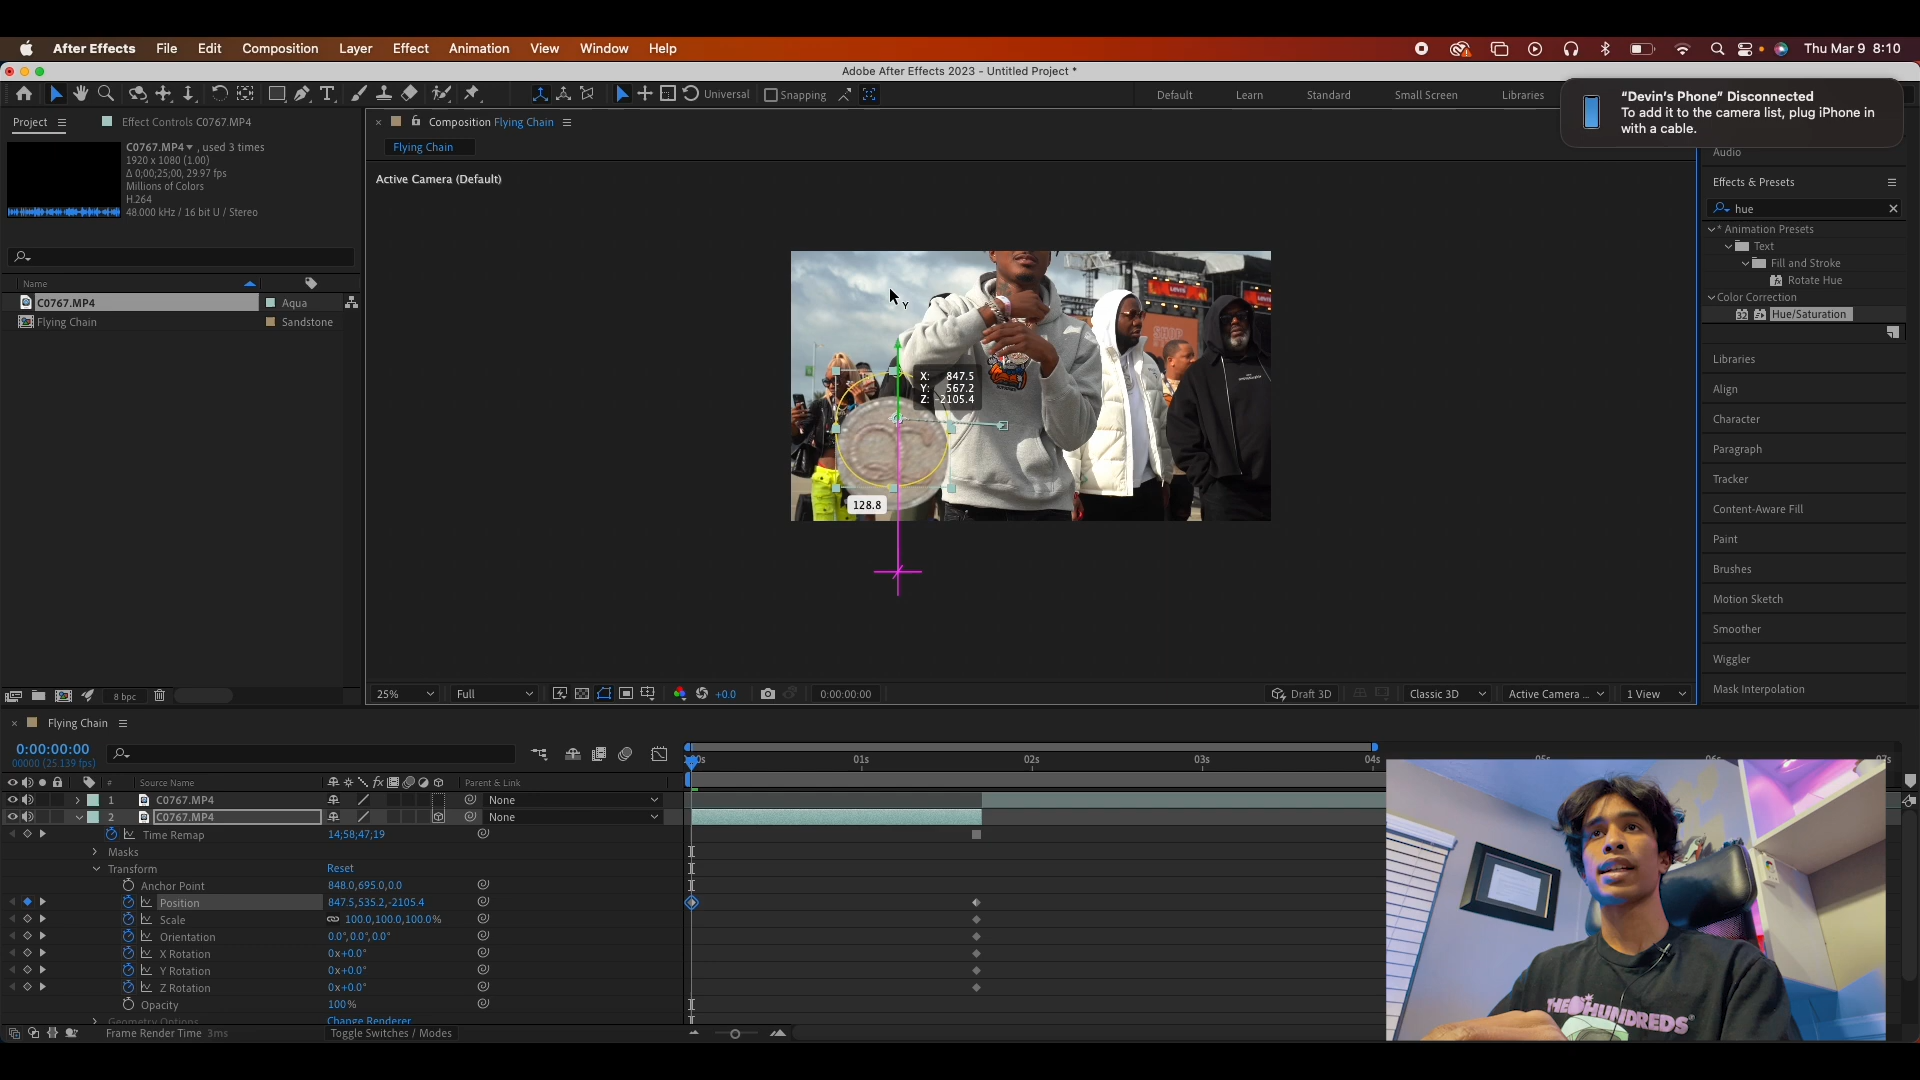 After Effects File Edit Composition Layer Effect Animation View Window Help Thu Mar 9 8:10
Adobe After Effects 2023 - Untitled Project *
Universal Snapping Default Learn Standard Small Screen Libraries
"Devin's Phone" Disconnected
To add it to the camera list, plug iPhone in
with a cable.
Project Effect Controls C0767.MP4
Composition Flying Chain
C0767.MP4 , used 3 times
1920 x 1080 (1.00)
Δ 0;00;25;00, 29.97 fps
Millions of Colors
H.264
48.000 kHz / 16 bit U / Stereo
Flying Chain
Active Camera (Default)
Name
C0767.MP4 Aqua
Flying Chain Sandstone
X: 847.5
Y: 567.2
Z: -2105.4
128.8
Y
Audio
Effects & Presets
hue
* Animation Presets
Text
Fill and Stroke
Rotate Hue
Color Correction
32 Hue/Saturation
Libraries
Align
Character
Paragraph
Tracker
Content-Aware Fill
Paint
Brushes
Motion Sketch
Smoother
Wiggler
Mask Interpolation
8 bpc
25% Full +0.0 0:00:00:00 Draft 3D Classic 3D Active Camera ... 1 View
Flying Chain
0:00:00:00
00000 (25.139 fps)
01s 02s 03s 04s
# Source Name fx Parent & Link
1 C0767.MP4 None
2 C0767.MP4 None
Time Remap 14;58;47;19
Masks
Transform Reset
Anchor Point 848.0,695.0,0.0
Position 847.5,535.2,-2105.4
Scale 100.0,100.0,100.0%
Orientation 0.0°,0.0°,0.0°
X Rotation 0x+0.0°
Y Rotation 0x+0.0°
Z Rotation 0x+0.0°
Opacity 100%
Geometry Options Change Renderer
Frame Render Time 3ms Toggle Switches / Modes
THE HUNDREDS